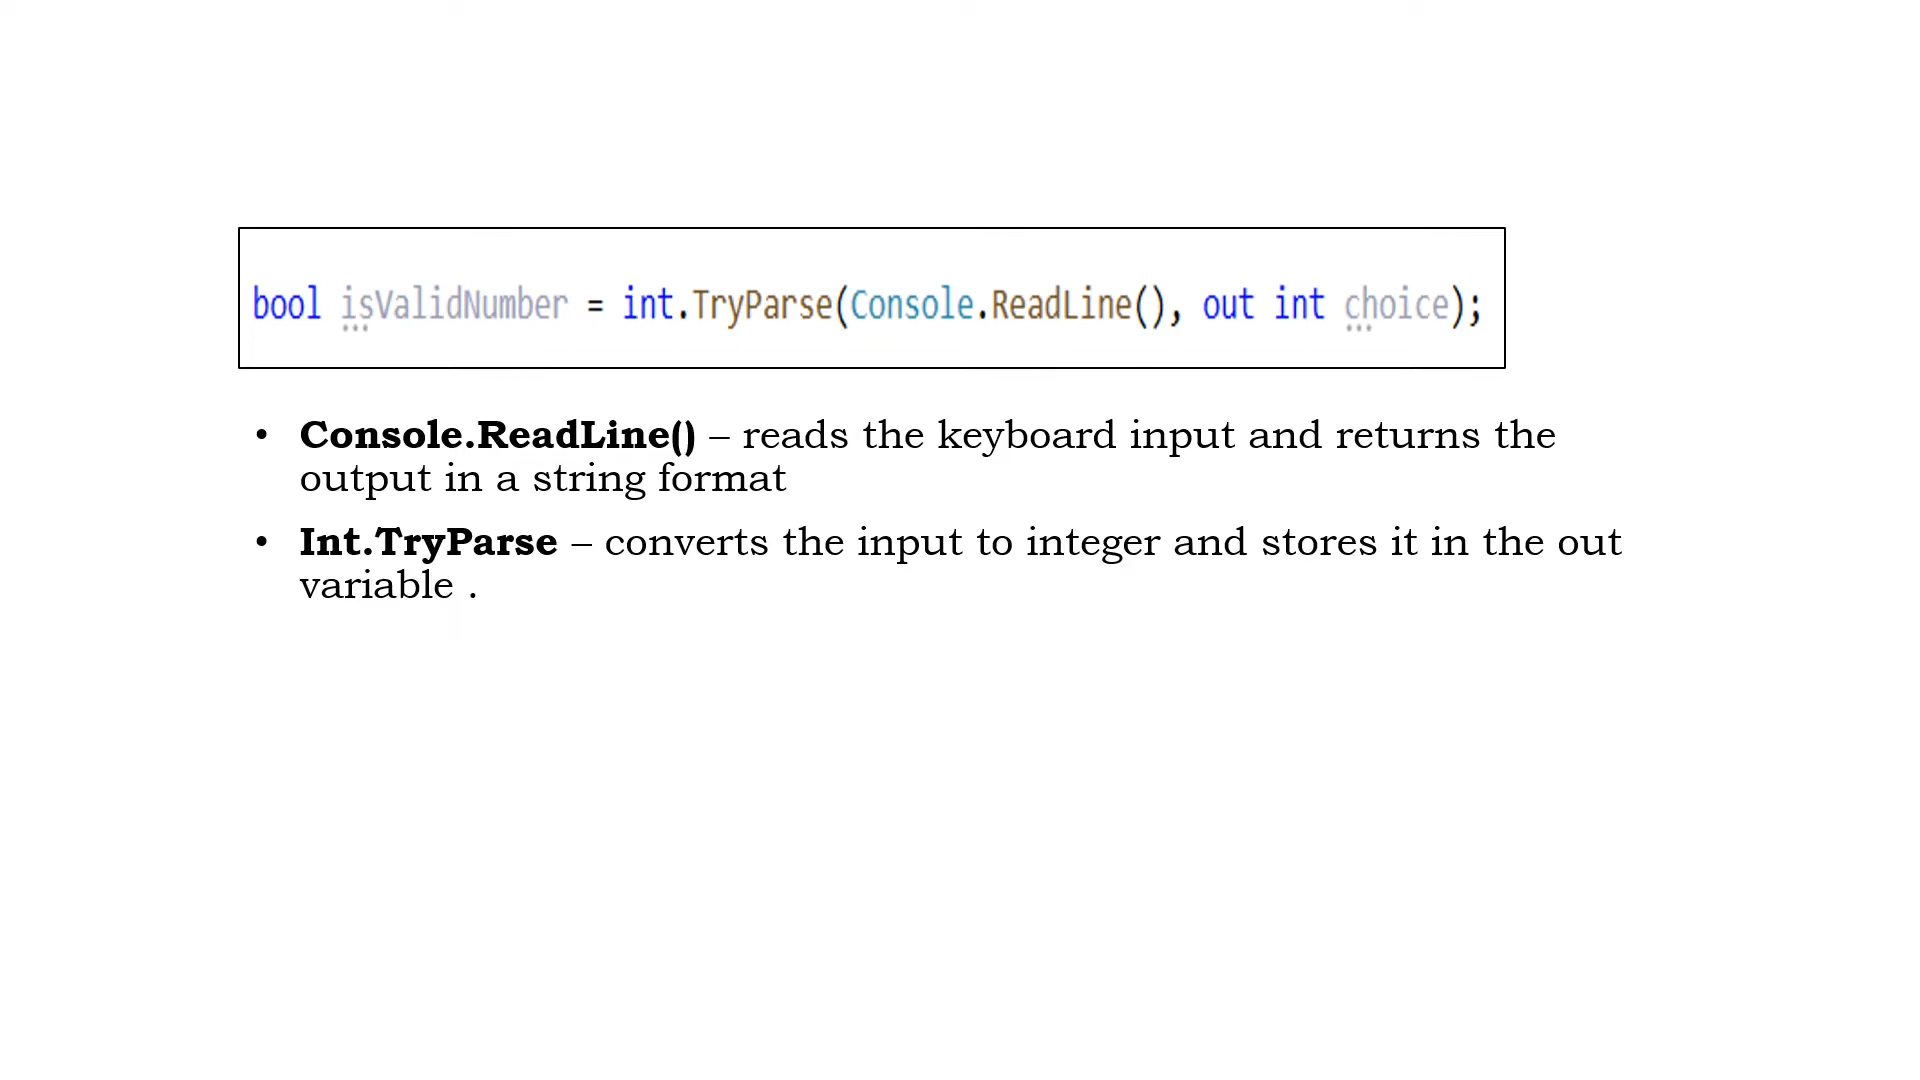 bool isValidNumber = int.TryParse(Console.ReadLine(), out int choice);
• Console.ReadLine() – reads the keyboard input and returns the
output in a string format
• Int.TryParse – converts the input to integer and stores it in the out
variable .